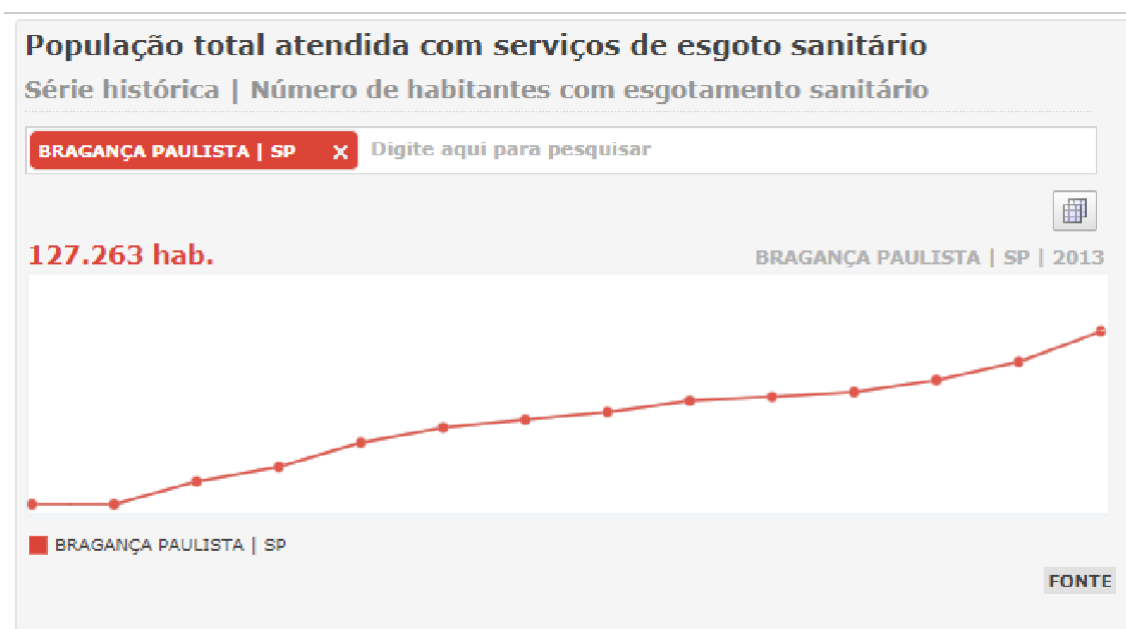 População total atendida com serviços de esgoto sanitário
Série histórica | Número de habitantes com esgotamento sanitário
BRAGANÇA PAULISTA | SP x Digite aqui para pesquisar
127.263 hab. BRAGANÇA PAULISTA | SP | 2013
BRAGANÇA PAULISTA | SP
FONTE